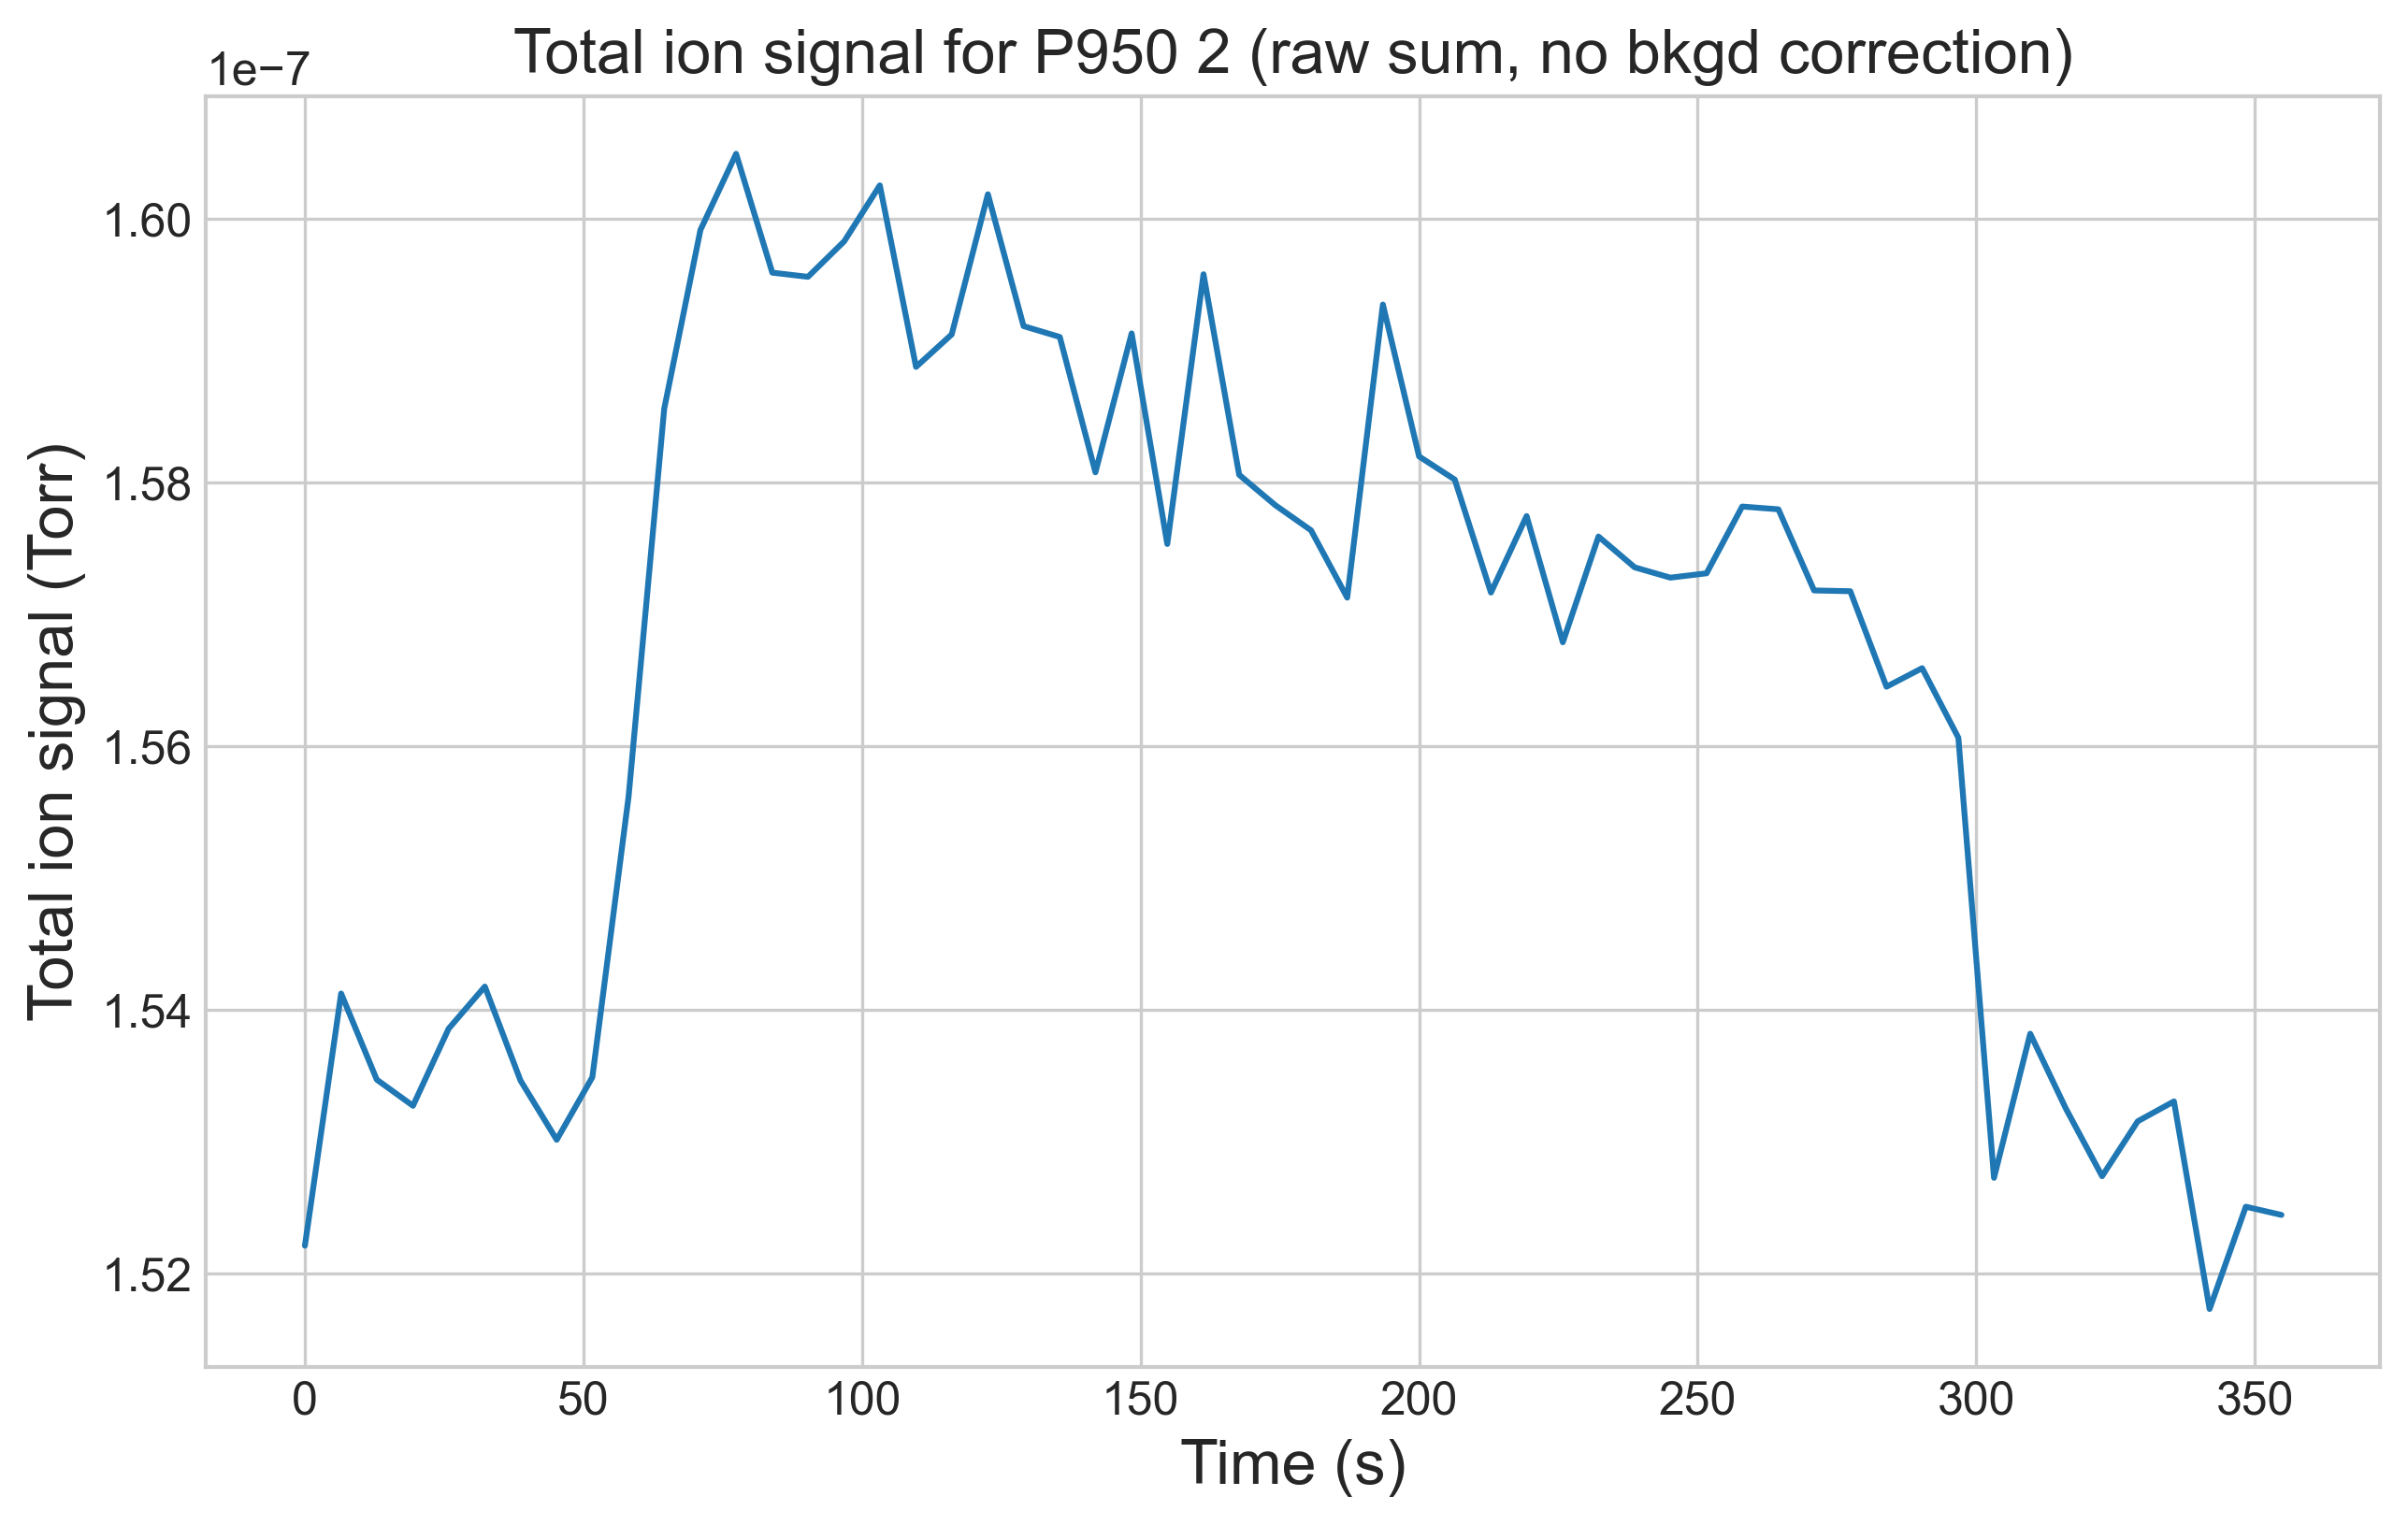 Total ion signal for P950 2 (raw sum, no bkgd correction)
1e−7
Total ion signal (Torr)
1.60
1.58
1.56
1.54
1.52
0 50 100 150 200 250 300 350
Time (s)